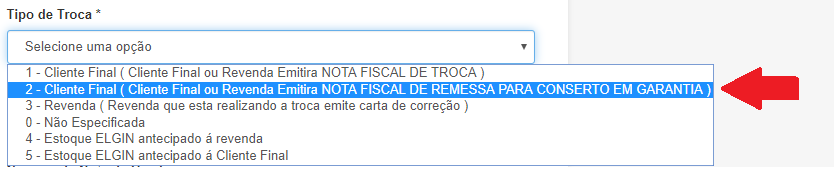 Tipo de Troca *
Selecione uma opção
1 - Cliente Final ( Cliente Final ou Revenda Emitira NOTA FISCAL DE TROCA )
2 - Cliente Final ( Cliente Final ou Revenda Emitira NOTA FISCAL DE REMESSA PARA CONSERTO EM GARANTIA )
3 - Revenda ( Revenda que esta realizando a troca emite carta de correção )
0 - Não Especificada
4 - Estoque ELGIN antecipado á revenda
5 - Estoque ELGIN antecipado á Cliente Final